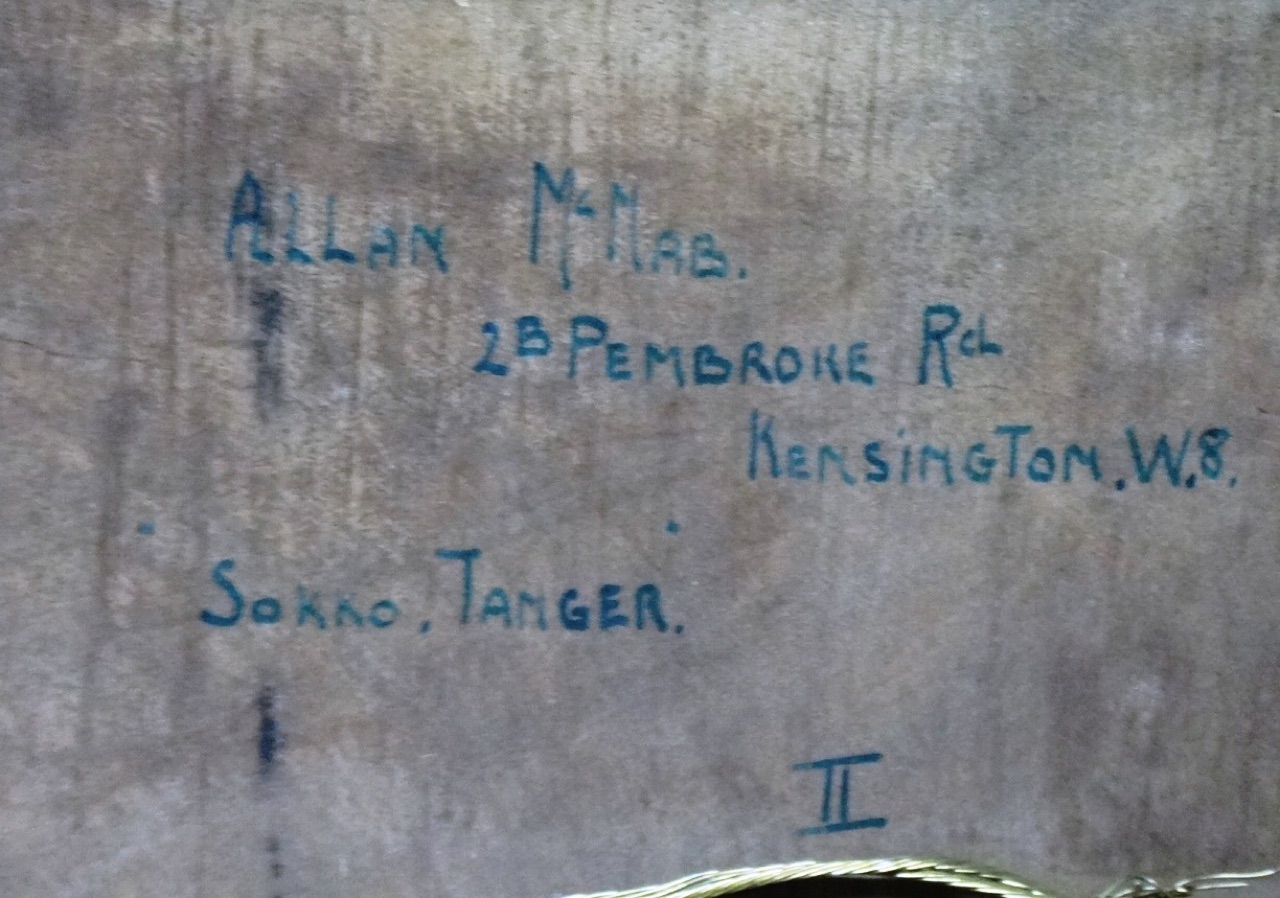 ALLAN McNAB.
2B PEMBROKE Rd
KENSiNGTON.W.8.
"SOKKO, TANGER."
II